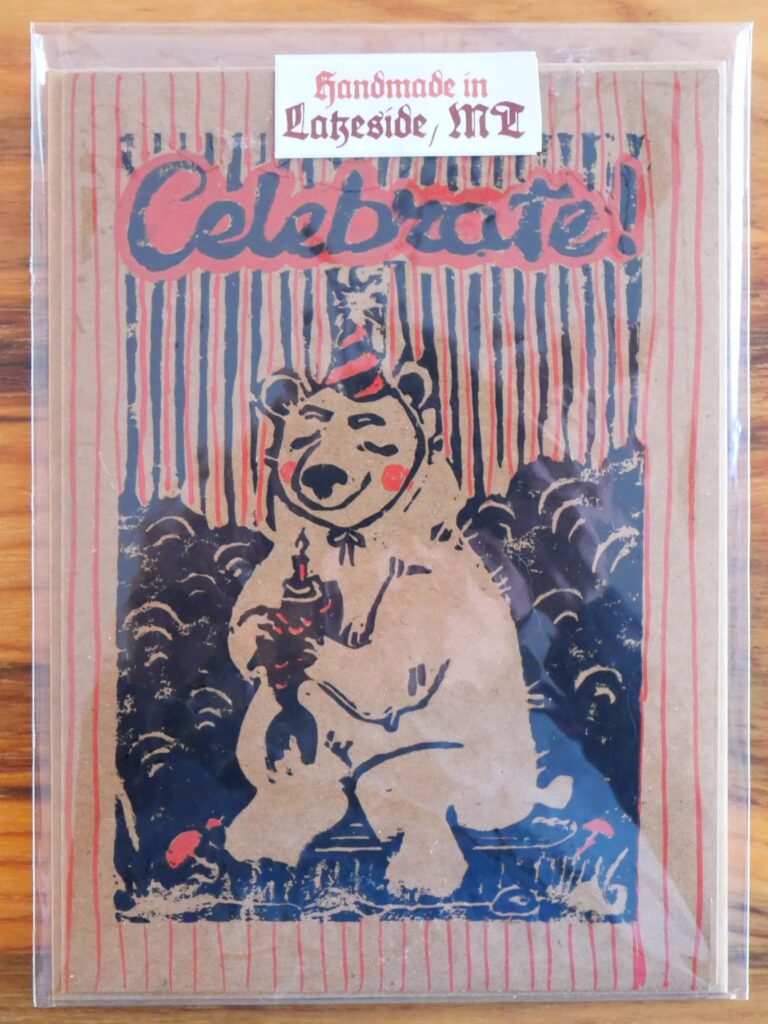 Handmade in
Lakeside, MT
Celebrate!